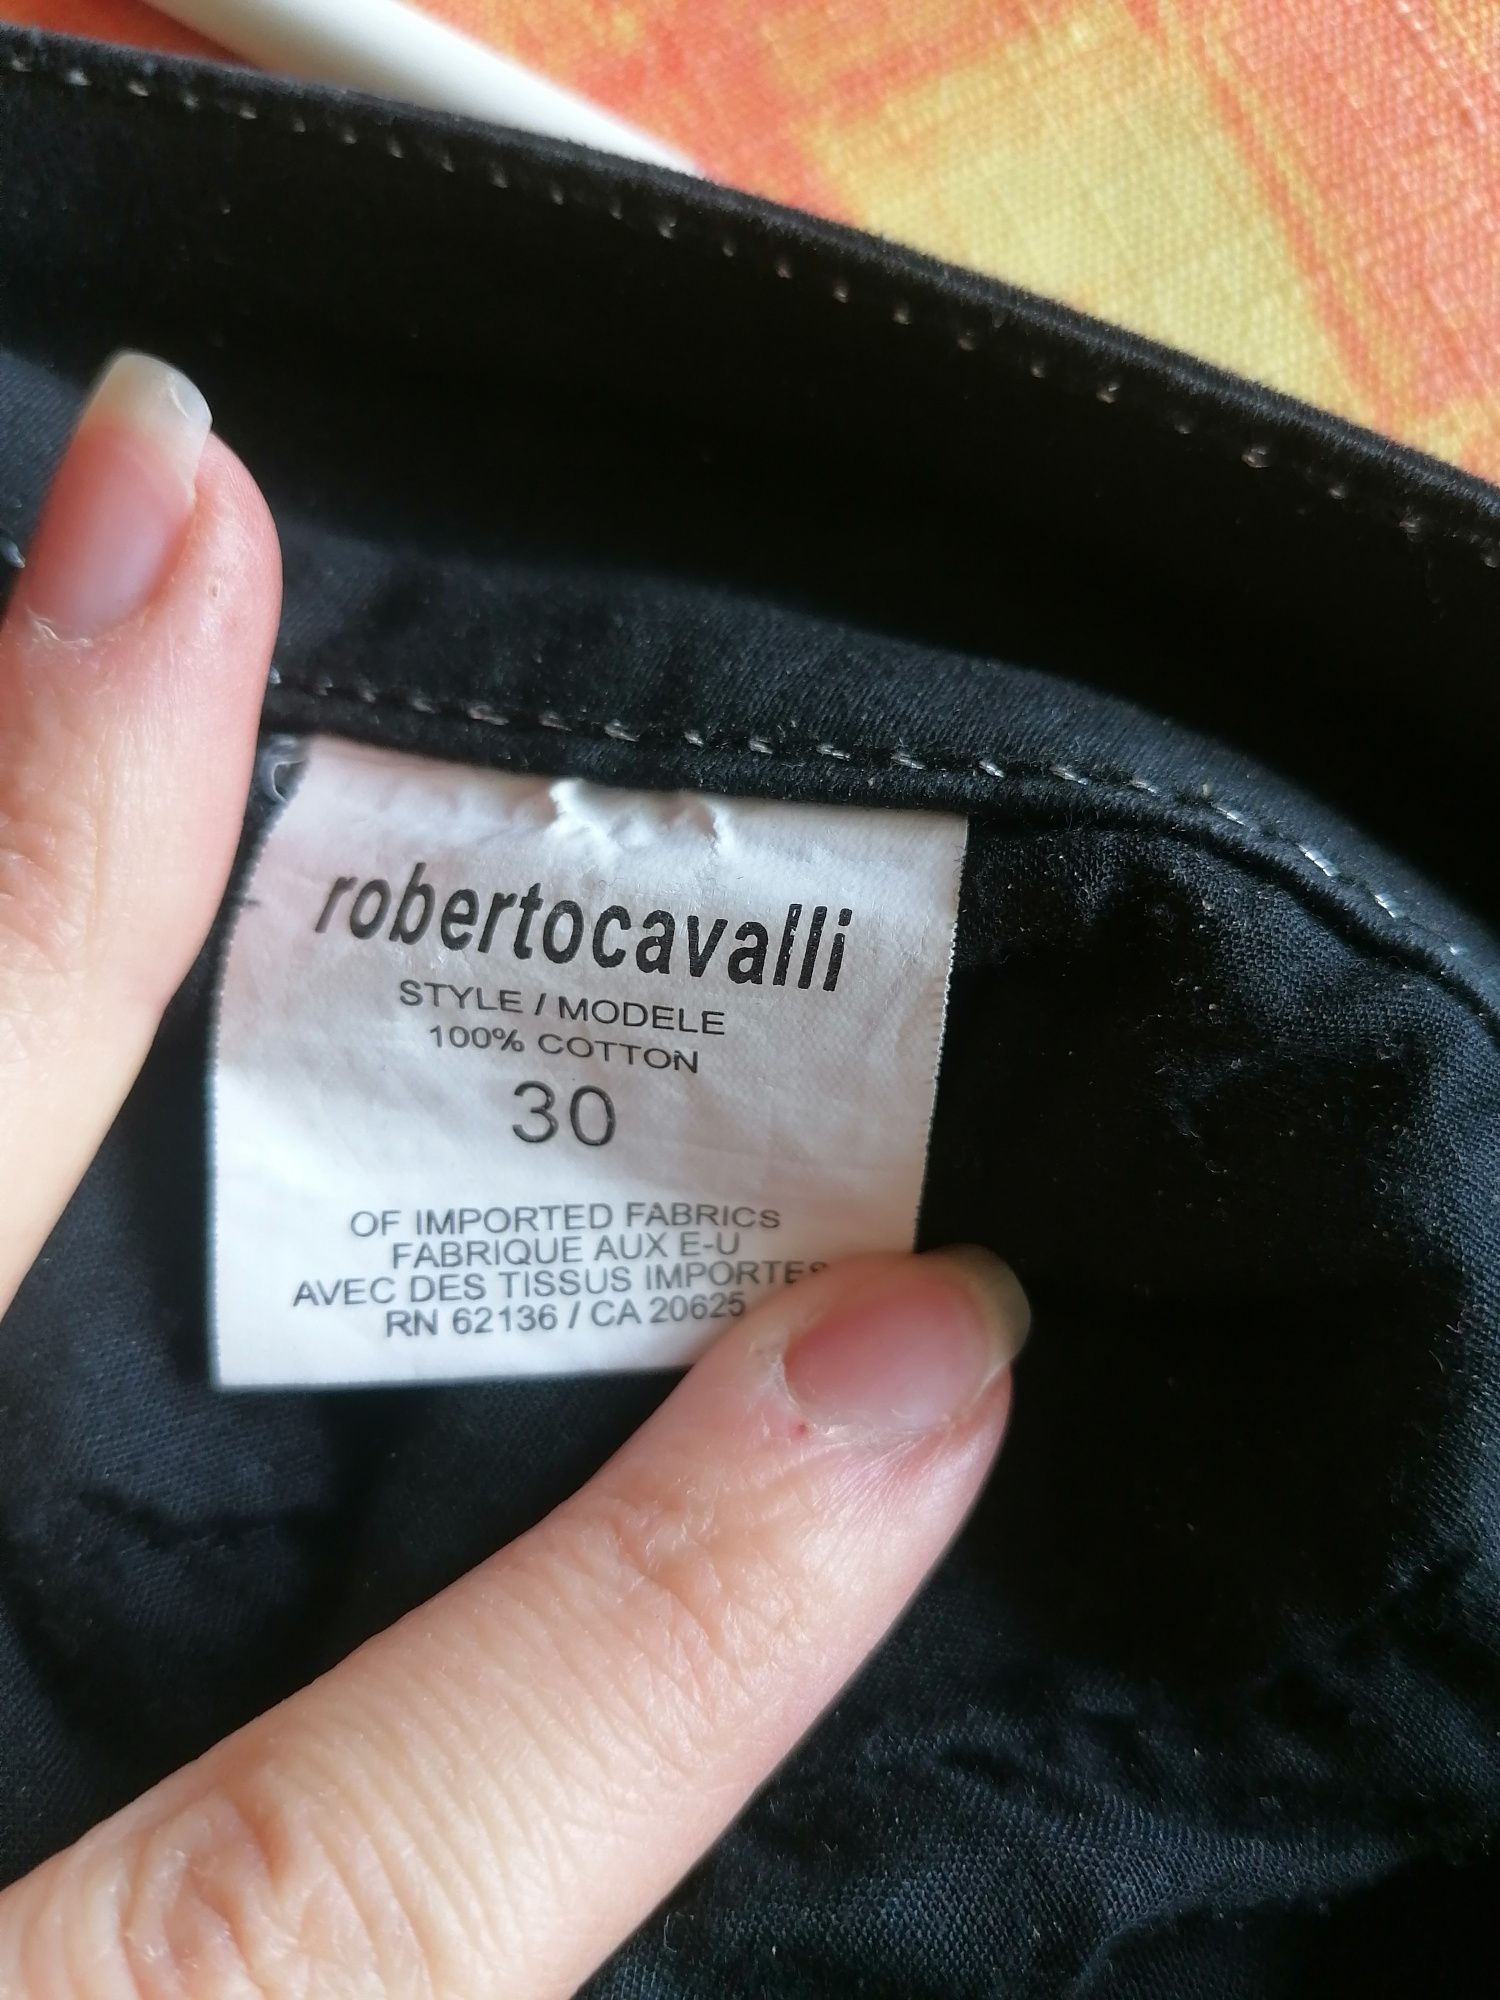 robertocavalli
STYLE / MODELE
100% COTTON
30
OF IMPORTED FABRICS
FABRIQUE AUX E-U
AVEC DES TISSUS IMPORTES
RN 62136 / CA 20625